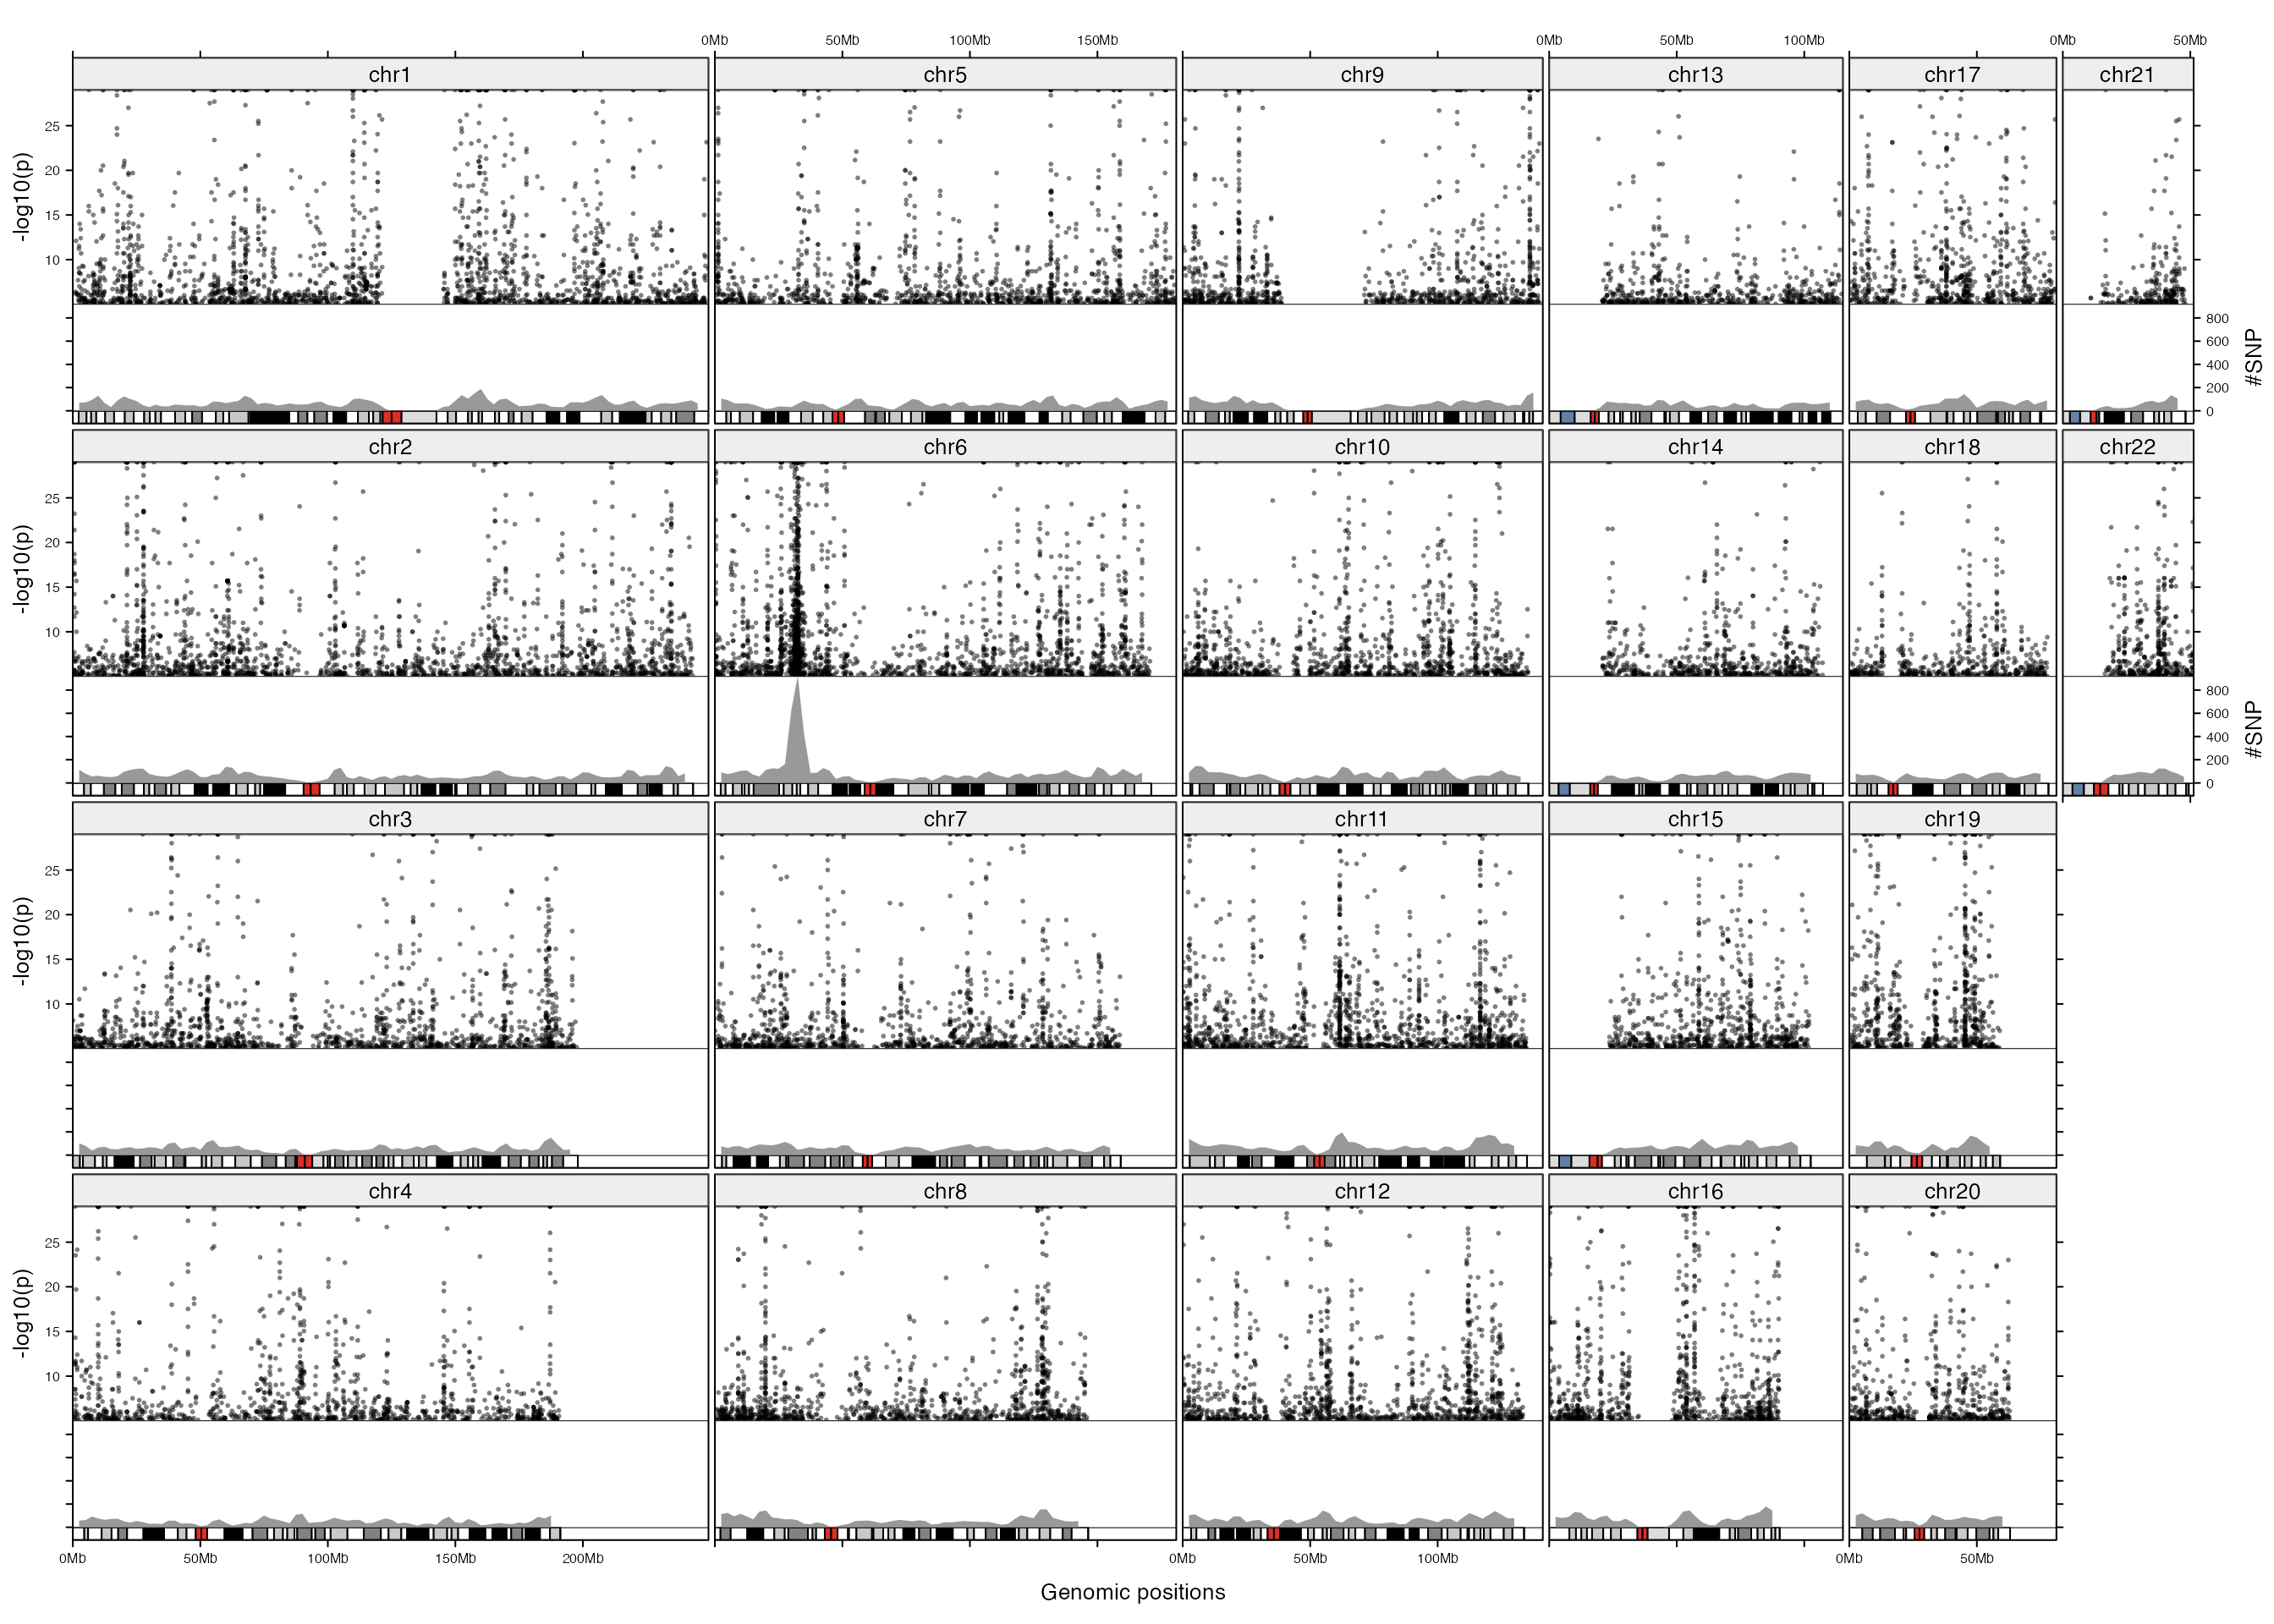 0Mb 50Mb 100Mb 150Mb 0Mb 50Mb 100Mb 0Mb 50Mb
chr1 chr5 chr9 chr13 chr17 chr21
25
20
15
10
-log10(p)
800
600
400
200
0
#SNP
chr2 chr6 chr10 chr14 chr18 chr22
25
20
15
10
-log10(p)
800
600
400
200
0
#SNP
chr3 chr7 chr11 chr15 chr19
25
20
15
10
-log10(p)
chr4 chr8 chr12 chr16 chr20
25
20
15
10
-log10(p)
0Mb 50Mb 100Mb 150Mb 200Mb 0Mb 50Mb 100Mb 0Mb 50Mb
Genomic positions